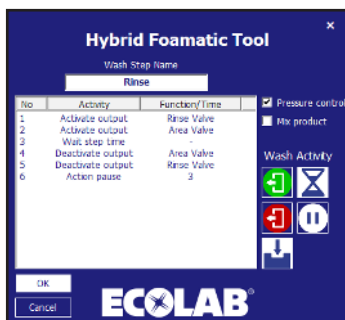 ×
Hybrid Foamatic Tool
Wash Step Name
Rinse
No Activity Function/Time
1 Activate output Rinse Valve
2 Activate output Area Valve
3 Wait step time -
4 Deactivate output Area Valve
5 Deactivate output Rinse Valve
6 Action pause 3
Pressure control
Mix product
Wash Activity
OK
Cancel
ECOLAB®